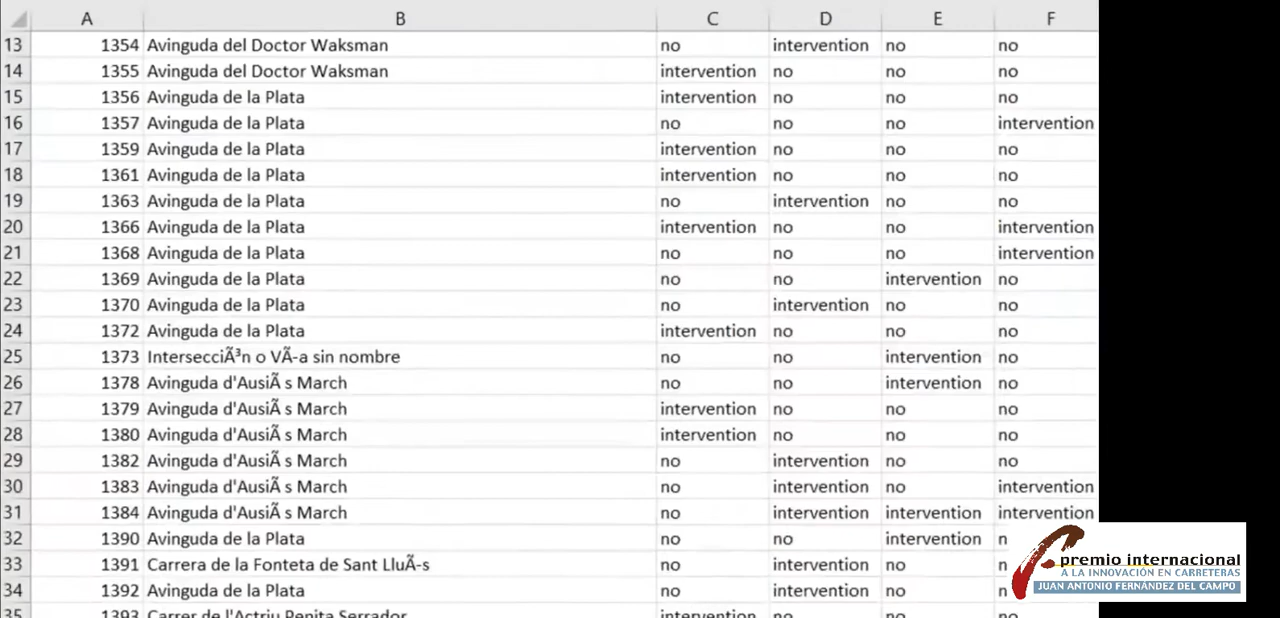 A B C D E F
13 1354 Avinguda del Doctor Waksman no intervention no no
14 1355 Avinguda del Doctor Waksman intervention no no no
15 1356 Avinguda de la Plata intervention no no no
16 1357 Avinguda de la Plata no no no intervention
17 1359 Avinguda de la Plata intervention no no no
18 1361 Avinguda de la Plata intervention no no no
19 1363 Avinguda de la Plata no intervention no no
20 1366 Avinguda de la Plata intervention no no intervention
21 1368 Avinguda de la Plata no no no intervention
22 1369 Avinguda de la Plata no no intervention no
23 1370 Avinguda de la Plata no intervention no no
24 1372 Avinguda de la Plata intervention no no no
25 1373 IntersecciÃ³n o VÃ-a sin nombre no no intervention no
26 1378 Avinguda d'AusiÃ s March no no intervention no
27 1379 Avinguda d'AusiÃ s March intervention no no no
28 1380 Avinguda d'AusiÃ s March intervention no no no
29 1382 Avinguda d'AusiÃ s March no intervention no no
30 1383 Avinguda d'AusiÃ s March no intervention no intervention
31 1384 Avinguda d'AusiÃ s March no intervention intervention intervention
32 1390 Avinguda de la Plata no no intervention n
33 1391 Carrera de la Fonteta de Sant LluÃ-s no intervention no n
34 1392 Avinguda de la Plata no intervention no n
35 1393 Carrer de l'Actriu Pepita Serrador intervention no no
premio internacional
A LA INNOVACIÓN EN CARRETERAS
JUAN ANTONIO FERNÁNDEZ DEL CAMPO